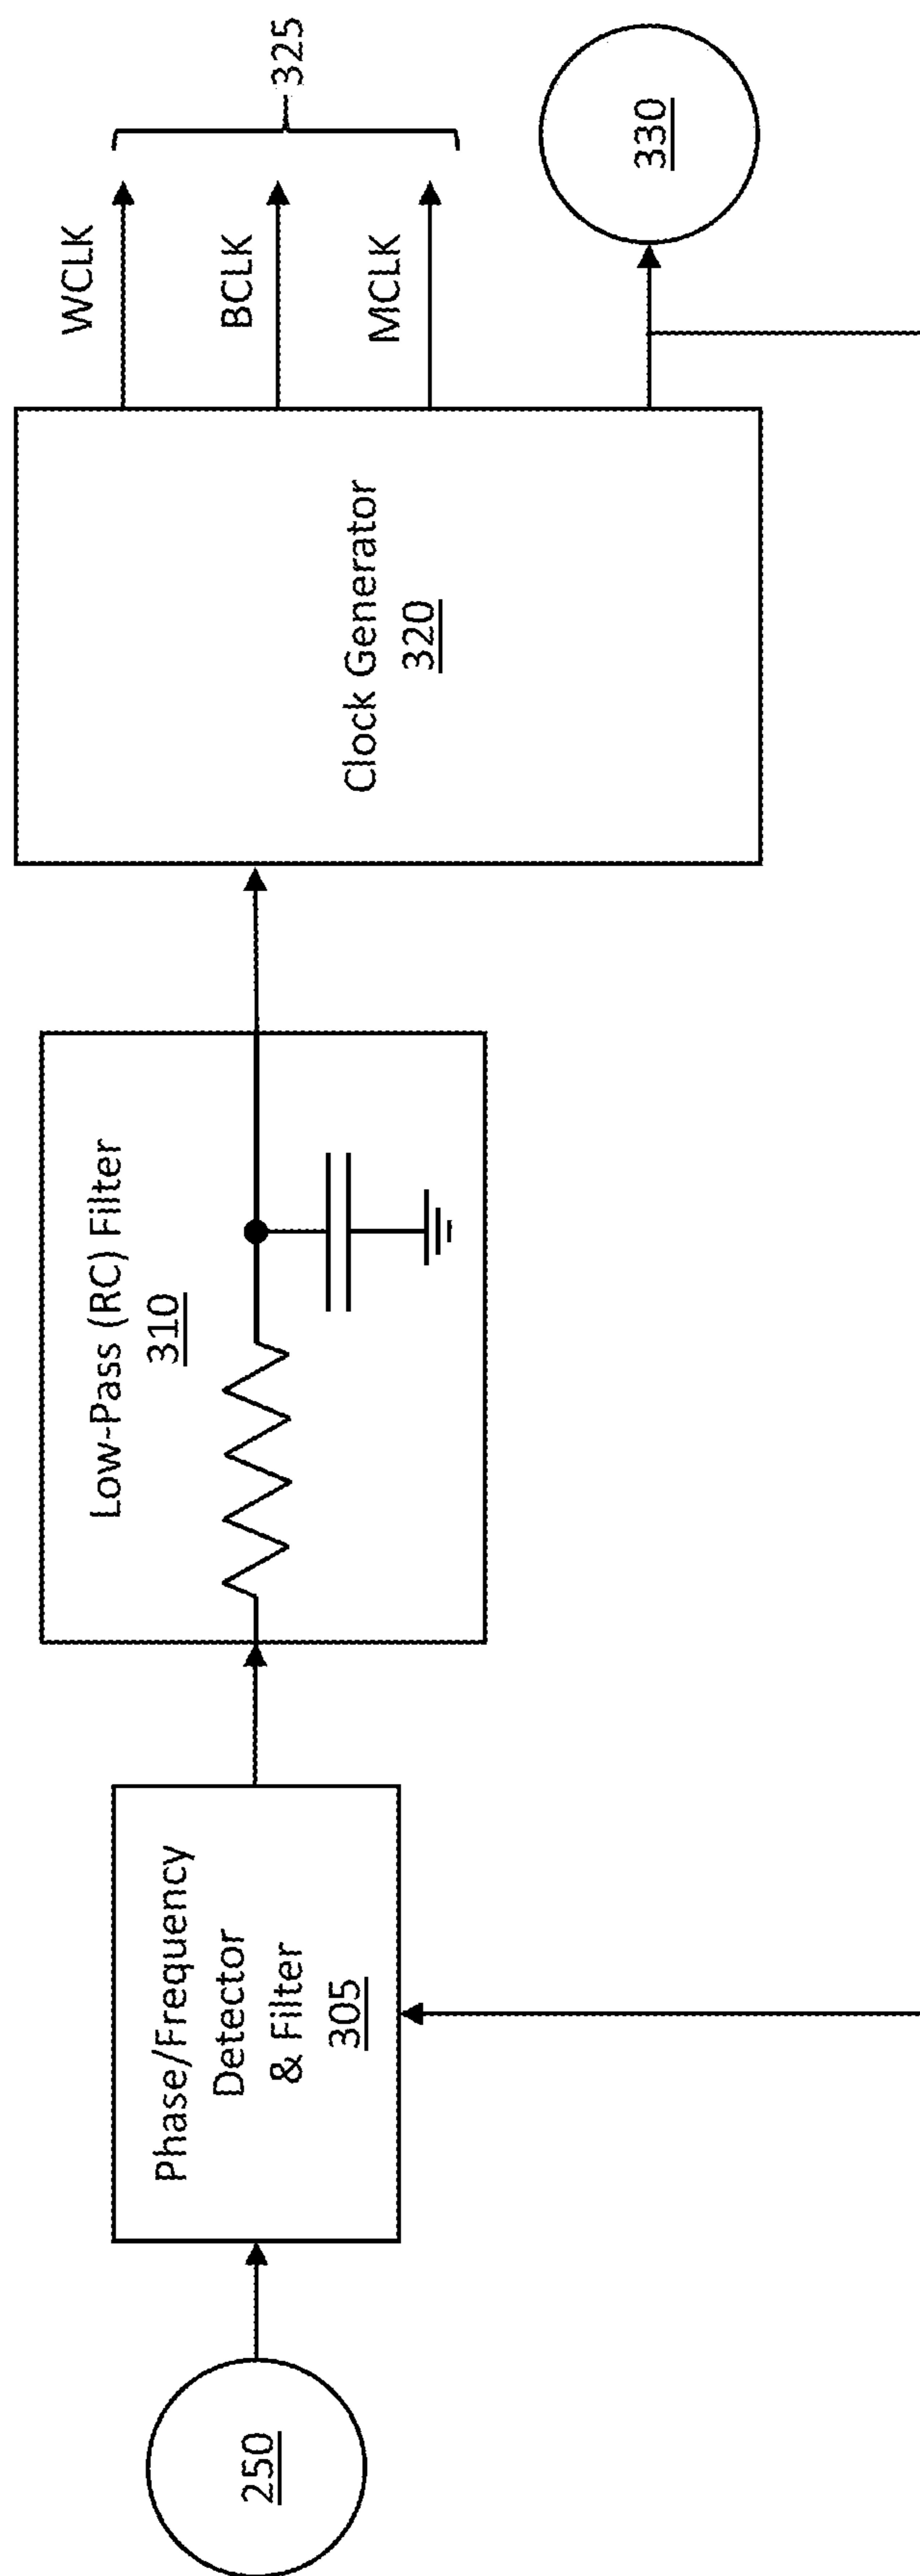 250
Phase/Frequency
Detector
& Filter
305
Low-Pass (RC) Filter
310
Clock Generator
320
WCLK
BCLK
MCLK
325
330